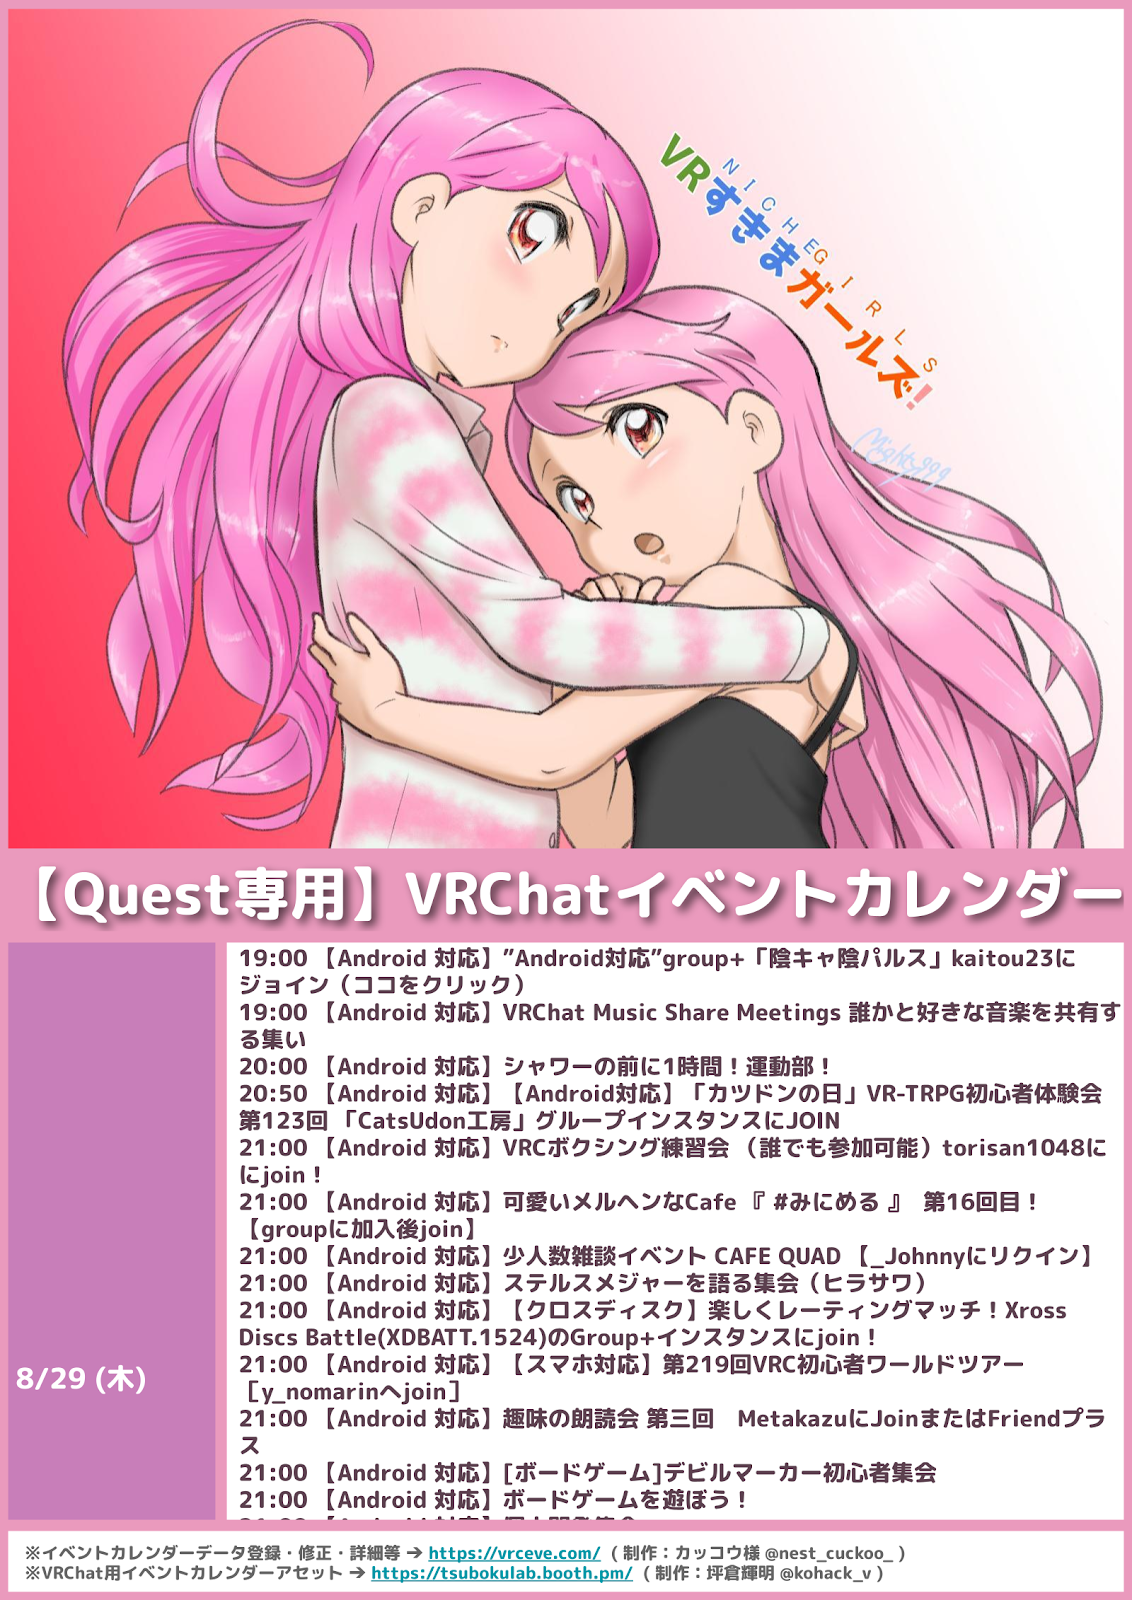 NICHE GIRLS
VRすきまガールズ!
Mighty999
【Quest専用】VRChatイベントカレンダー
8/29 (木)
19:00 【Android 対応】”Android対応”group+「陰キャ陰パルス」kaitou23に
ジョイン（ココをクリック）
19:00 【Android 対応】VRChat Music Share Meetings 誰かと好きな音楽を共有す
る集い
20:00 【Android 対応】シャワーの前に1時間！運動部！
20:50 【Android 対応】【Android対応】「カツドンの日」VR-TRPG初心者体験会
第123回 「CatsUdon工房」グループインスタンスにJOIN
21:00 【Android 対応】VRCボクシング練習会 （誰でも参加可能）torisan1048に
にjoin！
21:00 【Android 対応】可愛いメルヘンなCafe 『 #みにめる 』 第16回目！
【groupに加入後join】
21:00 【Android 対応】少人数雑談イベント CAFE QUAD 【_Johnnyにリクイン】
21:00 【Android 対応】ステルスメジャーを語る集会（ヒラサワ）
21:00 【Android 対応】【クロスディスク】楽しくレーティングマッチ！Xross
Discs Battle(XDBATT.1524)のGroup+インスタンスにjoin！
21:00 【Android 対応】【スマホ対応】第219回VRC初心者ワールドツアー
［y_nomarinへjoin］
21:00 【Android 対応】趣味の朗読会 第三回　MetakazuにJoinまたはFriendプラ
ス
21:00 【Android 対応】[ボードゲーム]デビルマーカー初心者集会
21:00 【Android 対応】ボードゲームを遊ぼう！
※イベントカレンダーデータ登録・修正・詳細等 ➔ https://vrceve.com/ （ 制作：カッコウ様 @nest_cuckoo_ ）
※VRChat用イベントカレンダーアセット ➔ https://tsubokulab.booth.pm/ （ 制作：坪倉輝明 @kohack_v ）